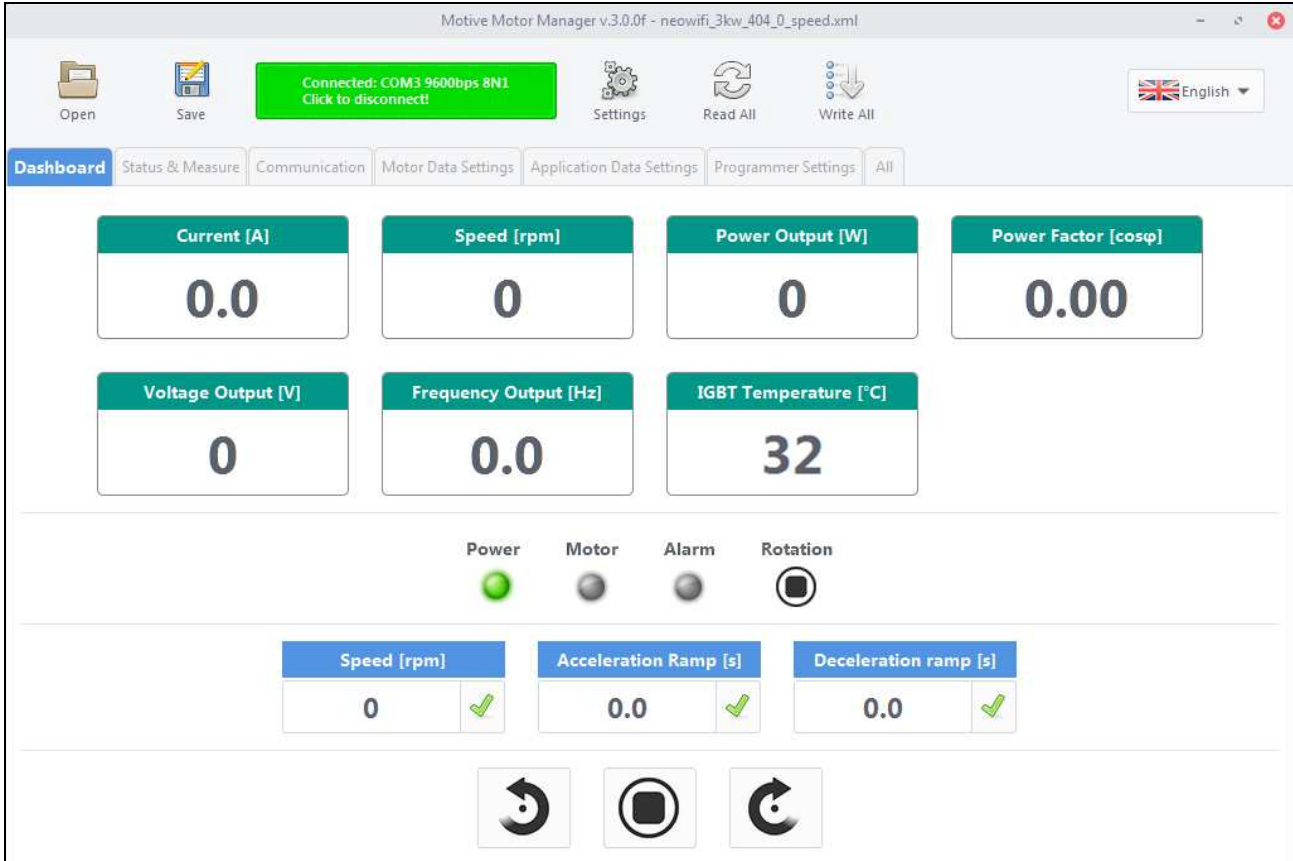 Motive Motor Manager v.3.0.0f - neowifi_3kw_404_0_speed.xml
Open
Save
Connected: COM3 9600bps 8N1
Click to disconnect!
Settings
Read All
Write All
English
Dashboard
Status & Measure
Communication
Motor Data Settings
Application Data Settings
Programmer Settings
All
Current [A]
Speed [rpm]
Power Output [W]
Power Factor [cosφ]
0.0
0
0
0.00
Voltage Output [V]
Frequency Output [Hz]
IGBT Temperature [°C]
0
0.0
32
Power
Motor
Alarm
Rotation
Speed [rpm]
Acceleration Ramp [s]
Deceleration ramp [s]
0
0.0
0.0